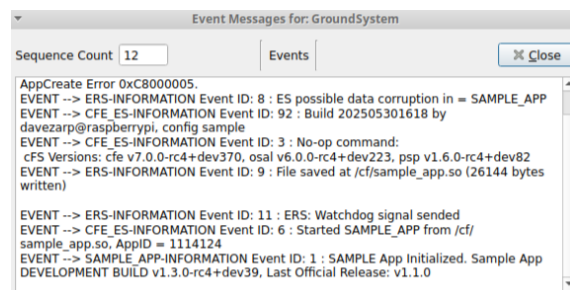 Event Messages for: GroundSystem
Sequence Count 12 Events Close
AppCreate Error 0xC8000005.
EVENT --> ERS-INFORMATION Event ID: 8 : ES possible data corruption in = SAMPLE_APP
EVENT --> CFE_ES-INFORMATION Event ID: 92 : Build 202505301618 by
davezarp@raspberrypi, config sample
EVENT --> CFE_ES-INFORMATION Event ID: 3 : No-op command:
cFS Versions: cfe v7.0.0-rc4+dev370, osal v6.0.0-rc4+dev223, psp v1.6.0-rc4+dev82
EVENT --> ERS-INFORMATION Event ID: 9 : File saved at /cf/sample_app.so (26144 bytes
written)
EVENT --> ERS-INFORMATION Event ID: 11 : ERS: Watchdog signal sended
EVENT --> CFE_ES-INFORMATION Event ID: 6 : Started SAMPLE_APP from /cf/
sample_app.so, AppID = 1114124
EVENT --> SAMPLE_APP-INFORMATION Event ID: 1 : SAMPLE App Initialized. Sample App
DEVELOPMENT BUILD v1.3.0-rc4+dev39, Last Official Release: v1.1.0